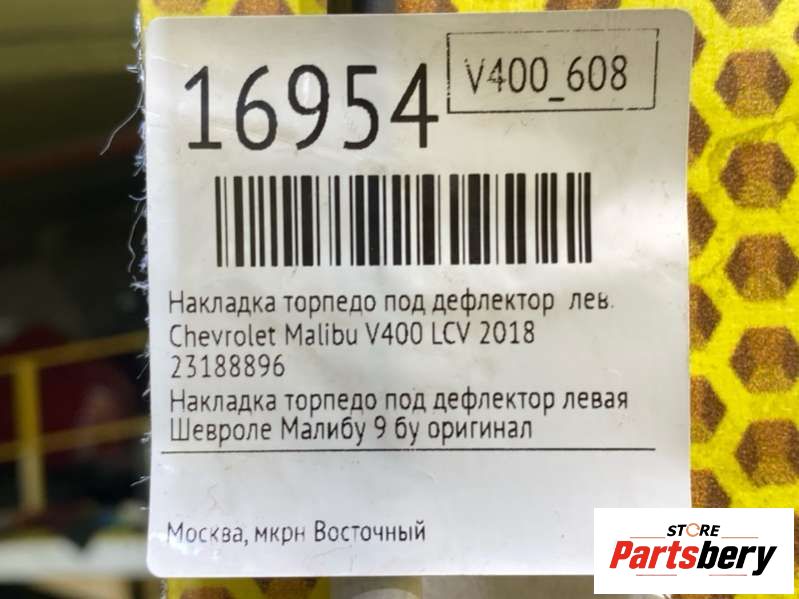 16954
V400_608
Накладка торпедо под дефлектор лев.
Chevrolet Malibu V400 LCV 2018
23188896
Накладка торпедо под дефлектор левая
Шевроле Малибу 9 бу оригинал
Москва, мкрн Восточный
STORE
Partsbery